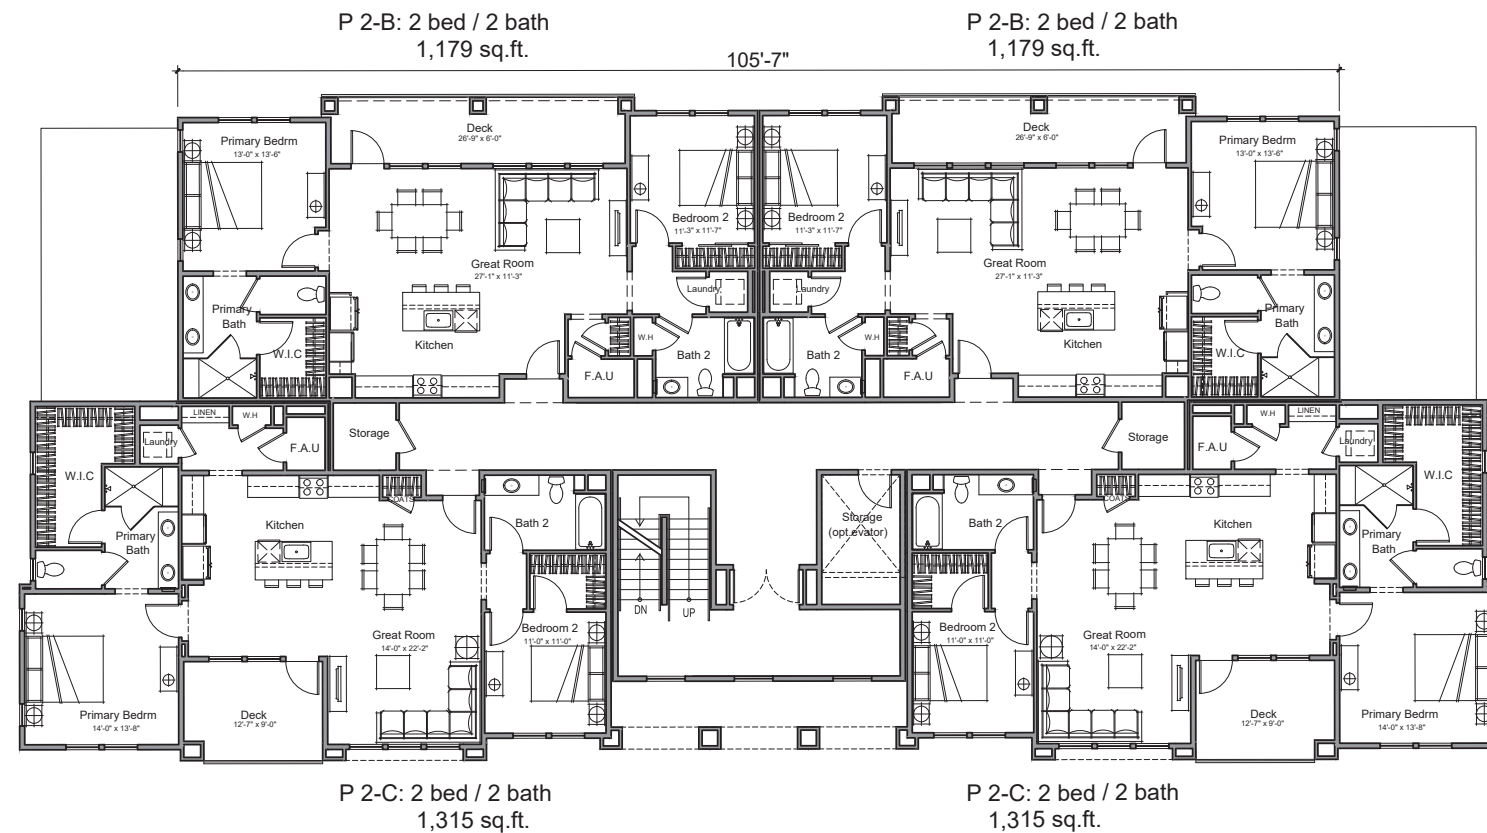 P 2-B: 2 bed / 2 bath
1,179 sq.ft.
P 2-B: 2 bed / 2 bath
1,179 sq.ft.
105'-7"
Deck
26'-9" x 6'-0"
Deck
26'-9" x 6'-0"
Primary Bedrm
13'-0" x 13'-6"
Primary Bedrm
13'-0" x 13'-6"
Bedroom 2
11'-3" x 11'-7"
Bedroom 2
11'-3" x 11'-7"
Great Room
27'-1" x 11'-3"
Great Room
27'-1" x 11'-3"
Laundry
Laundry
Primary
Bath
Primary
Bath
W.H
W.H
Kitchen
Kitchen
W.I.C
Bath 2
Bath 2
W.I.C
F.A.U
F.A.U
LINEN
W.H
W.H
LINEN
Laundry
Storage
Storage
Laundry
F.A.U
F.A.U
W.I.C
W.I.C
COATS
COATS
Kitchen
Bath 2
Storage
(opt.evator)
Bath 2
Kitchen
Primary
Bath
Primary
Bath
DN
UP
Great Room
14'-0" x 22'-2"
Bedroom 2
11'-0" x 11'-0"
Bedroom 2
11'-0" x 11'-0"
Great Room
14'-0" x 22'-2"
Primary Bedrm
14'-0" x 13'-8"
Deck
12'-7" x 9'-0"
Deck
12'-7" x 9'-0"
Primary Bedrm
14'-0" x 13'-8"
P 2-C: 2 bed / 2 bath
1,315 sq.ft.
P 2-C: 2 bed / 2 bath
1,315 sq.ft.